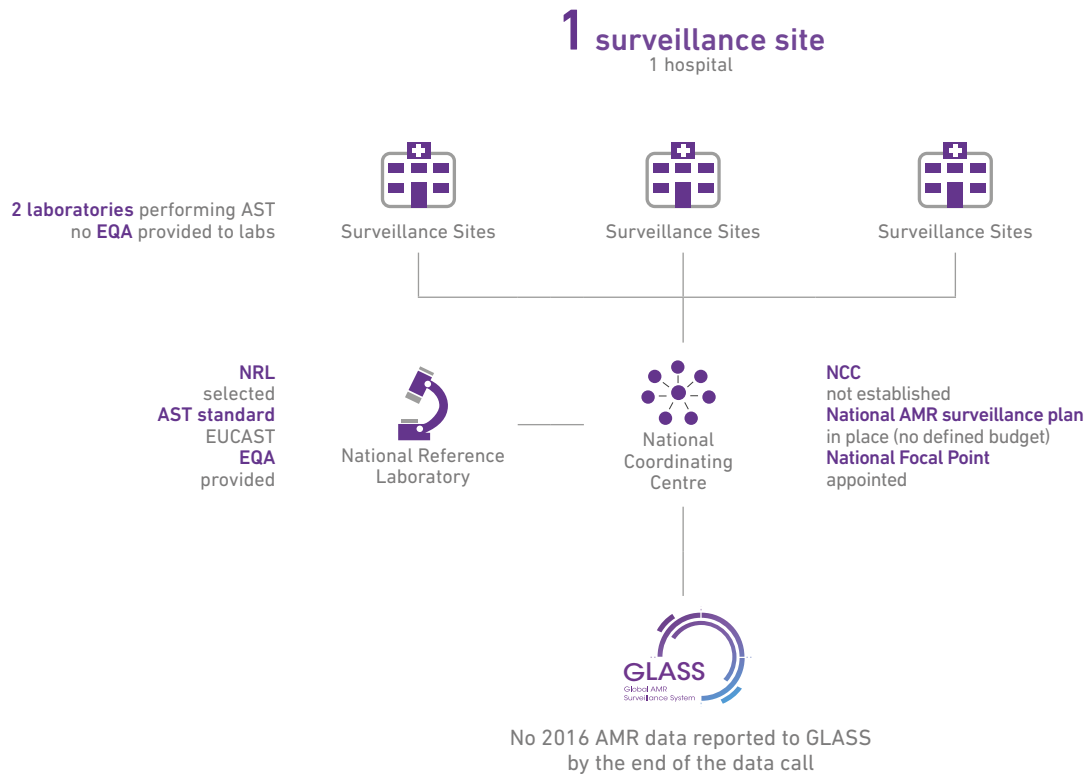 1 surveillance site
1 hospital
2 laboratories performing AST
no EQA provided to labs
Surveillance Sites
Surveillance Sites
Surveillance Sites
NRL
selected
AST standard
EUCAST
EQA
provided
National Reference
Laboratory
National
Coordinating
Centre
NCC
not established
National AMR surveillance plan
in place (no defined budget)
National Focal Point
appointed
GLASS
Global AMR
Surveillance System
No 2016 AMR data reported to GLASS
by the end of the data call